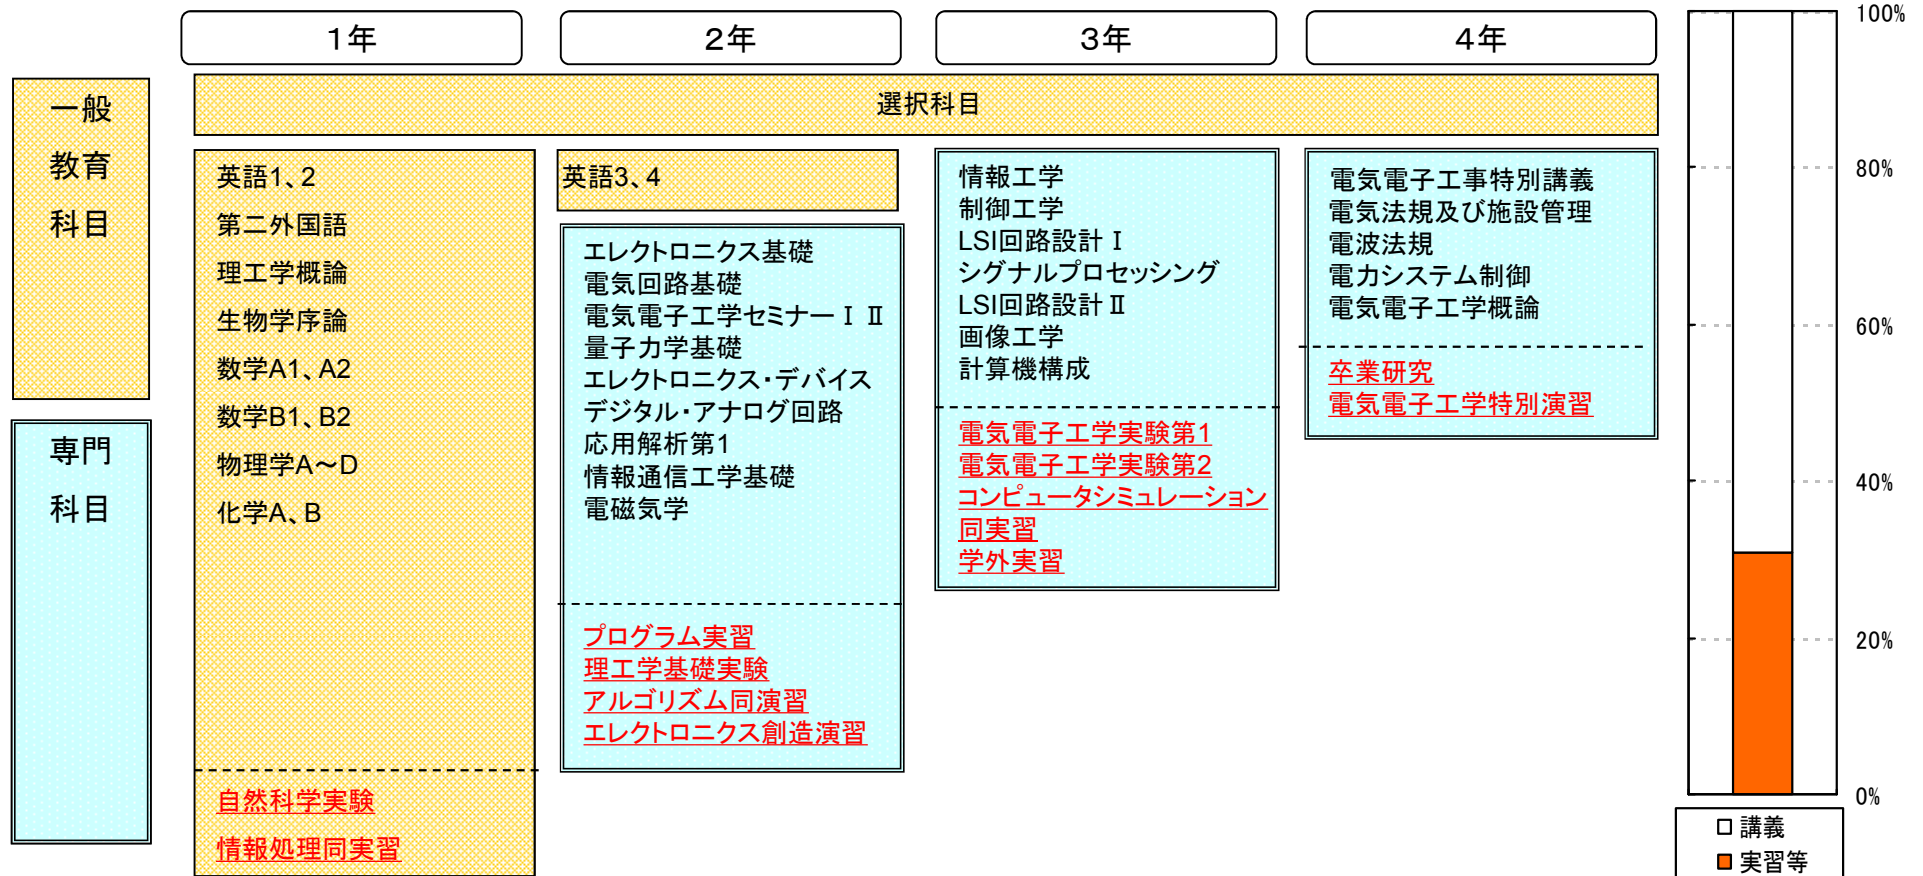 1年
2年
3年
4年
一般
教育
科目
専門
科目
選択科目
英語1、2
第二外国語
理工学概論
生物学序論
数学A1、A2
数学B1、B2
物理学A～D
化学A、B
自然科学実験
情報処理同実習
英語3、4
エレクトロニクス基礎
電気回路基礎
電気電子工学セミナーⅠ Ⅱ
量子力学基礎
エレクトロニクス・デバイス
デジタル・アナログ回路
応用解析第1
情報通信工学基礎
電磁気学
プログラム実習
理工学基礎実験
アルゴリズム同演習
エレクトロニクス創造演習
情報工学
制御工学
LSI回路設計Ⅰ
シグナルプロセッシング
LSI回路設計Ⅱ
画像工学
計算機構成
電気電子工学実験第1
電気電子工学実験第2
コンピュータシミュレーション
同実習
学外実習
電気電子工事特別講義
電気法規及び施設管理
電波法規
電力システム制御
電気電子工学概論
卒業研究
電気電子工学特別演習
100%
80%
60%
40%
20%
0%
講義
実習等